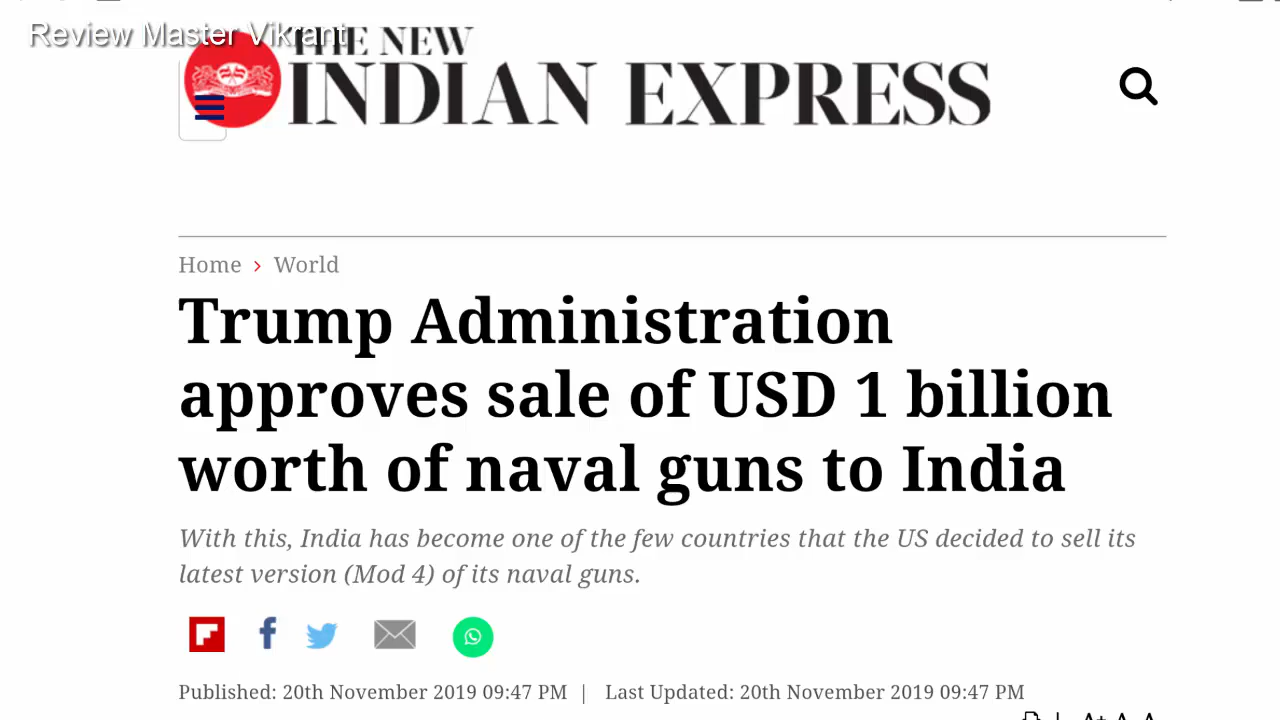 Review Master Vikrant
THE NEW
INDIAN EXPRESS
Home › World
Trump Administration
approves sale of USD 1 billion
worth of naval guns to India
With this, India has become one of the few countries that the US decided to sell its
latest version (Mod 4) of its naval guns.
Published: 20th November 2019 09:47 PM | Last Updated: 20th November 2019 09:47 PM